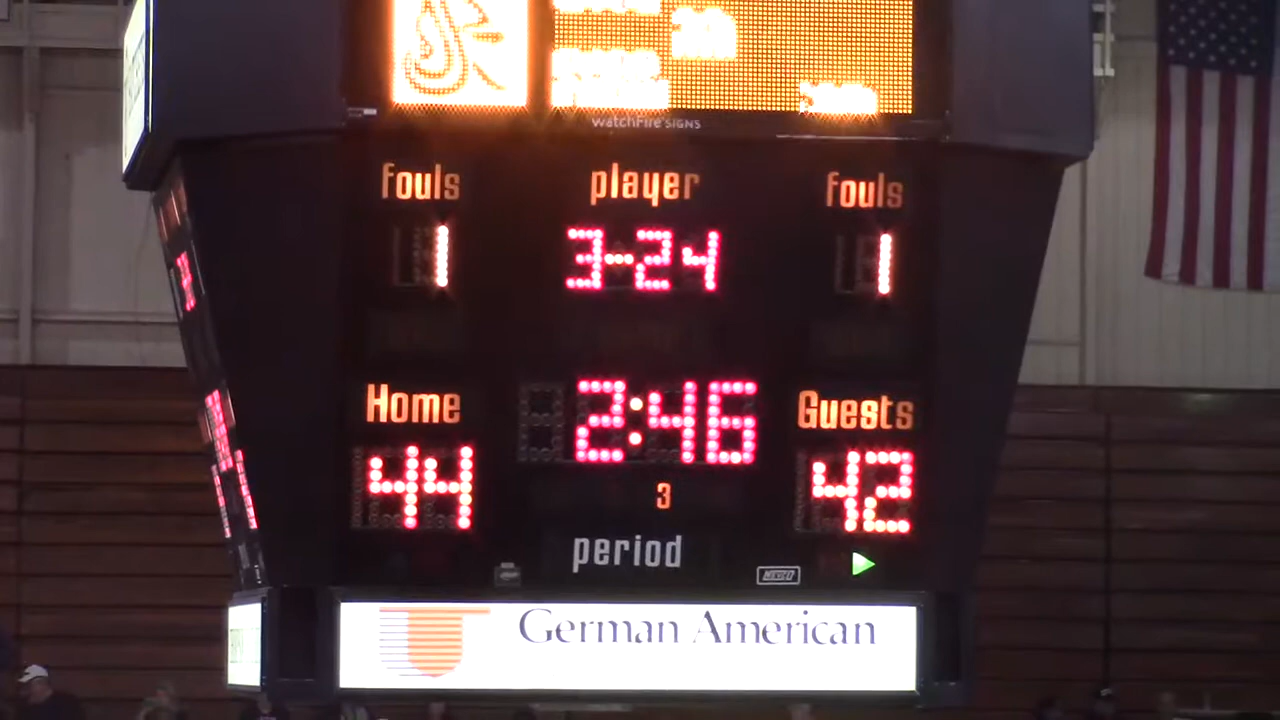 WatchFire SIGNS
fouls player fouls
1 3-24 1
Home 2:46 Guests
44 42
3
period
NEVCO
German American